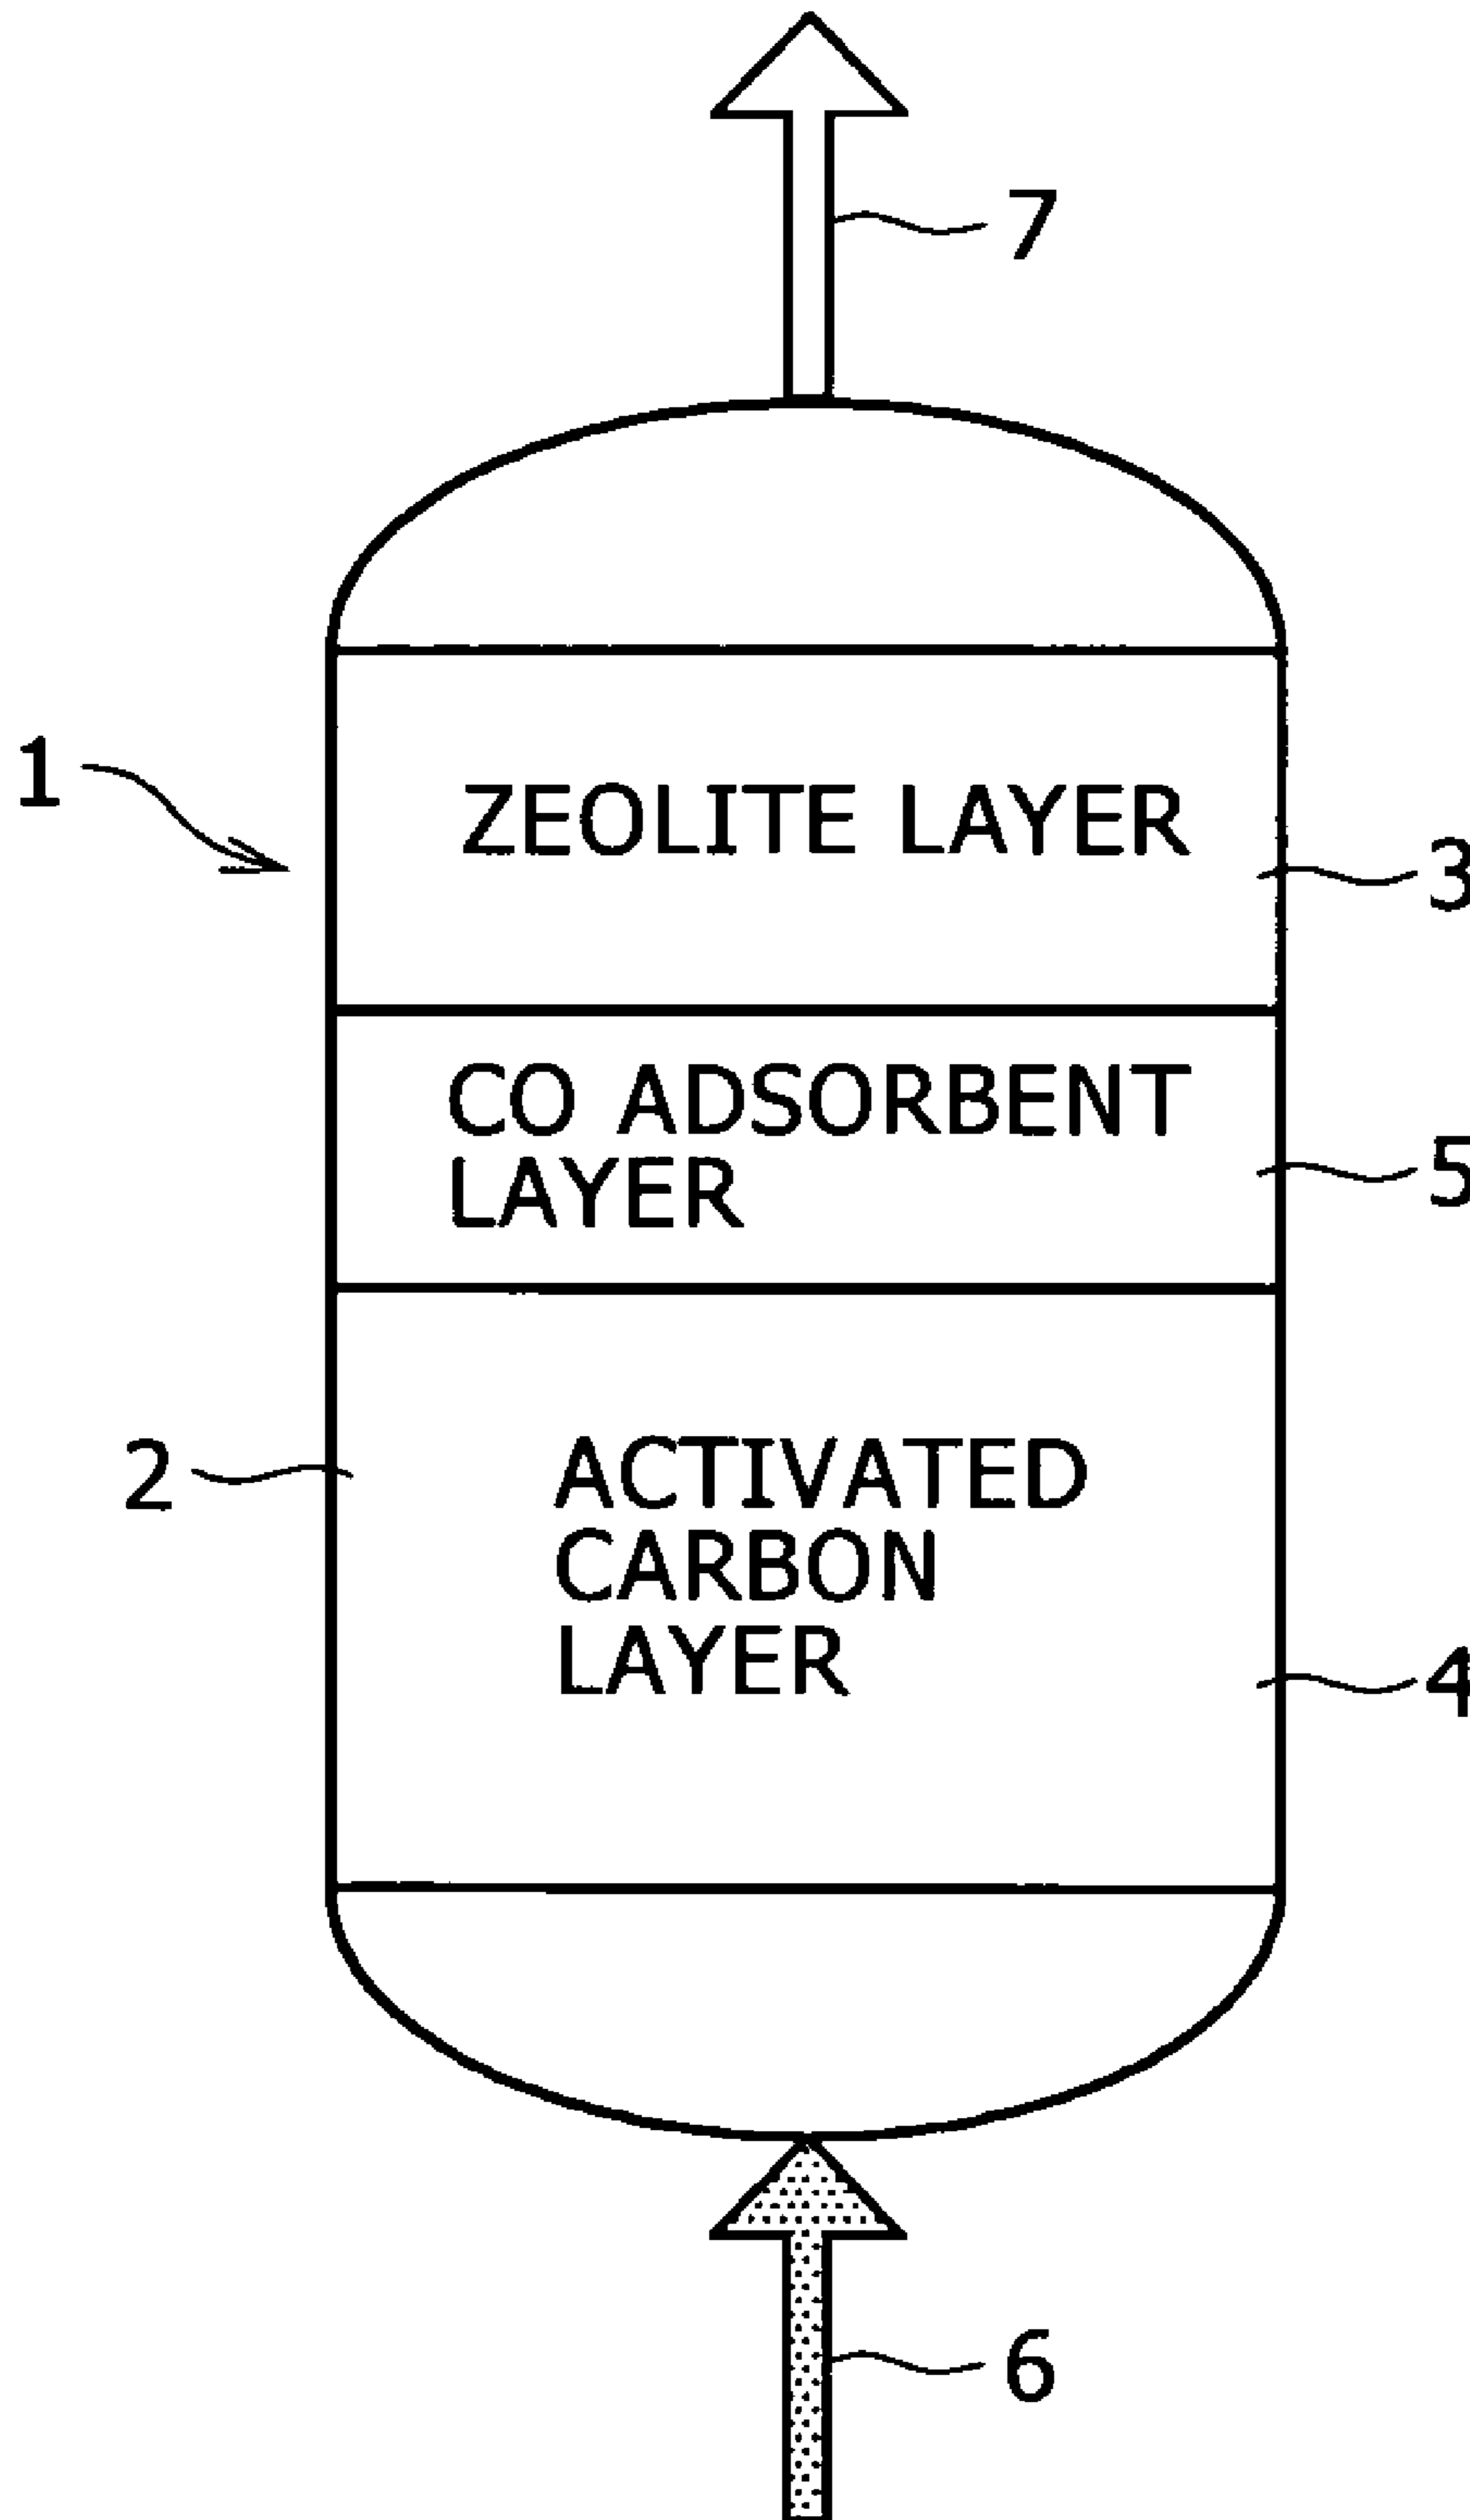 7
1
ZEOLITE LAYER
3
CO ADSORBENT
LAYER
5
2
ACTIVATED
CARBON
LAYER
4
6